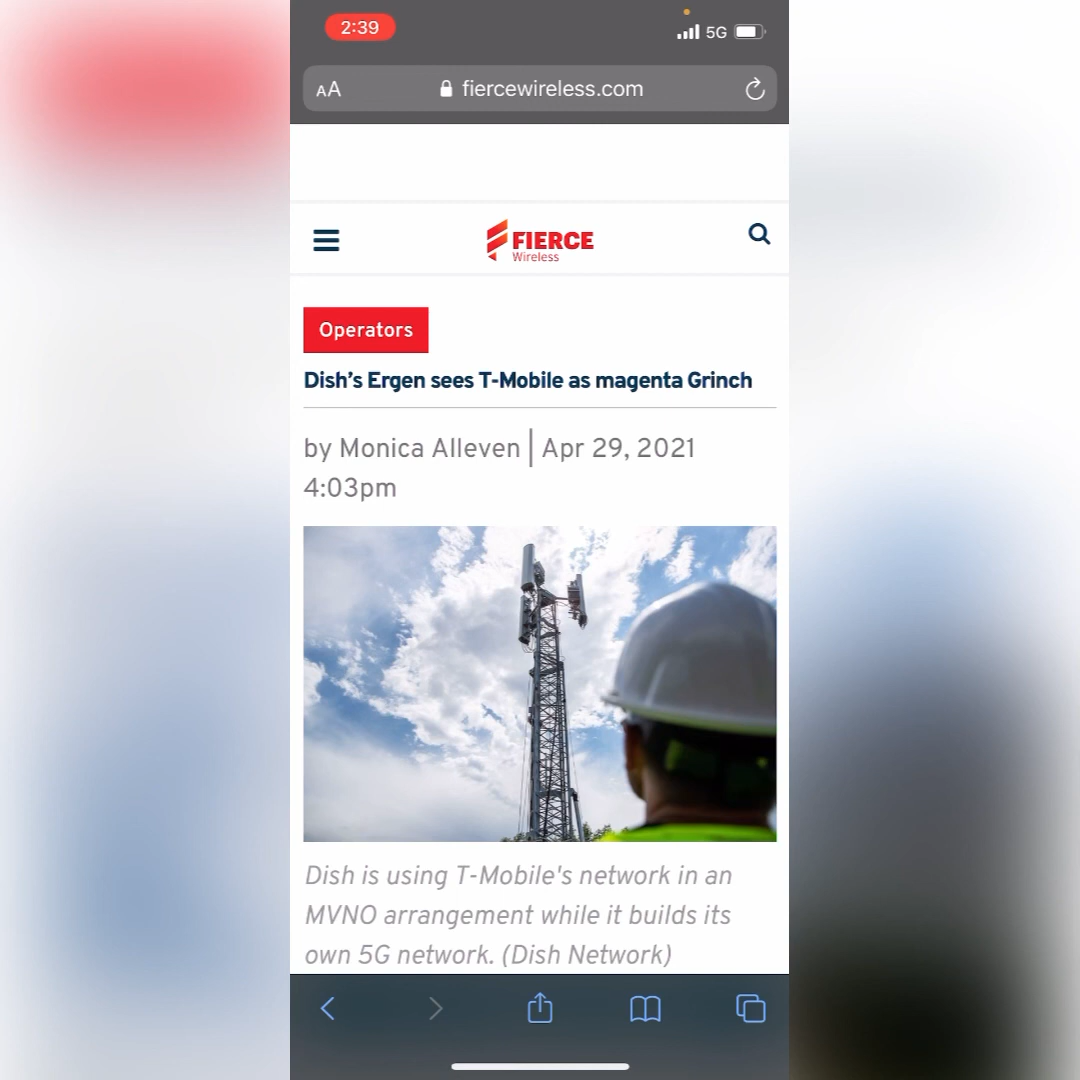 2:39
5G
AA
fiercewireless.com
FIERCE
Wireless
Operators
Dish’s Ergen sees T-Mobile as magenta Grinch
by Monica Alleven | Apr 29, 2021
4:03pm
Dish is using T-Mobile's network in an
MVNO arrangement while it builds its
own 5G network. (Dish Network)